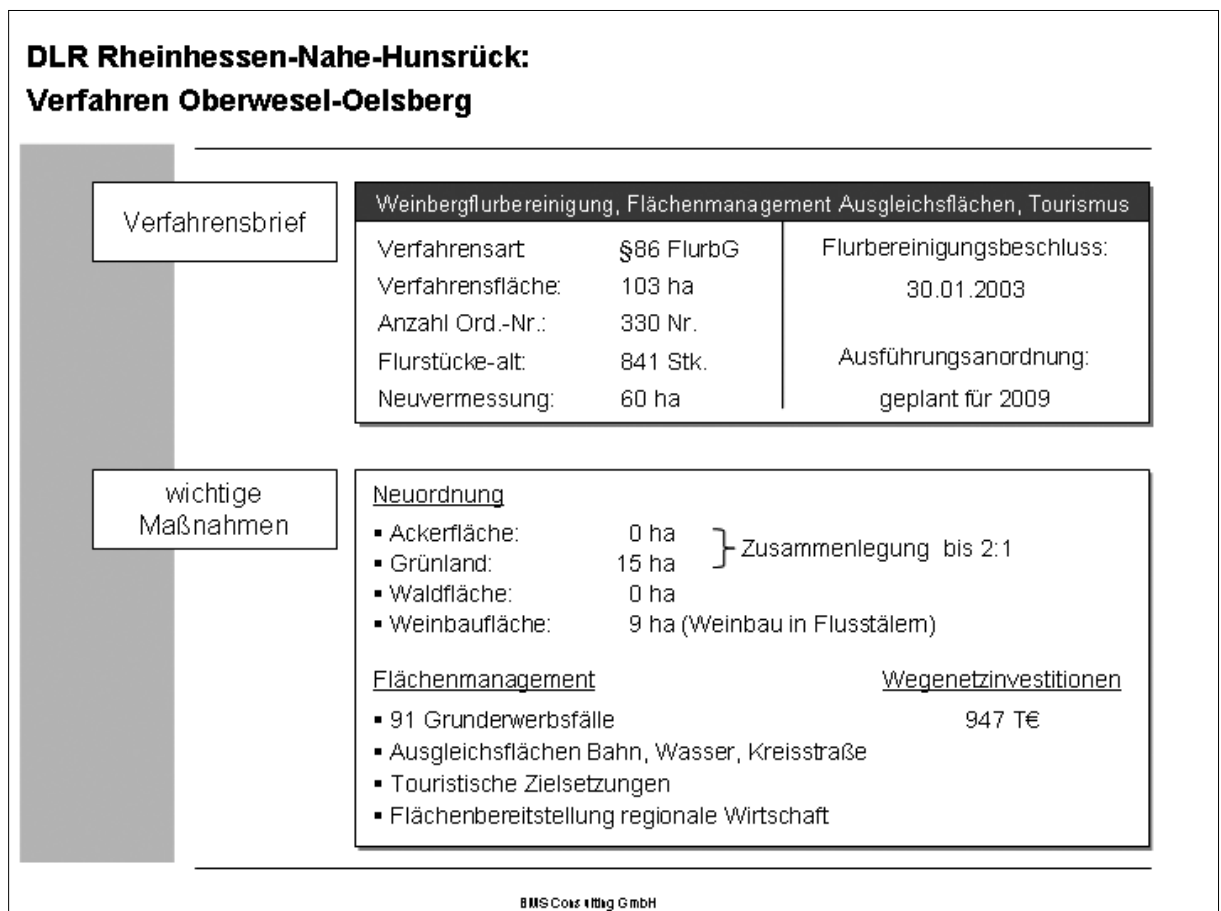 DLR Rheinhessen-Nahe-Hunsrück:
Verfahren Oberwesel-Oelsberg
Verfahrensbrief
Weinbergflurbereinigung, Flächenmanagement Ausgleichsflächen, Tourismus
Verfahrensart §86 FlurbG
Verfahrensfläche: 103 ha
Anzahl Ord.-Nr.: 330 Nr.
Flurstücke-alt: 841 Stk.
Neuvermessung: 60 ha
Flurbereinigungsbeschluss:
30.01.2003
Ausführungsanordnung:
geplant für 2009
wichtige
Maßnahmen
Neuordnung
▪ Ackerfläche: 0 ha
▪ Grünland: 15 ha
Zusammenlegung bis 2:1
▪ Waldfläche: 0 ha
▪ Weinbaufläche: 9 ha (Weinbau in Flusstälern)
Flächenmanagement
▪ 91 Grunderwerbsfälle
▪ Ausgleichsflächen Bahn, Wasser, Kreisstraße
▪ Touristische Zielsetzungen
▪ Flächenbereitstellung regionale Wirtschaft
Wegenetzinvestitionen
947 T€
BMS Consulting GmbH